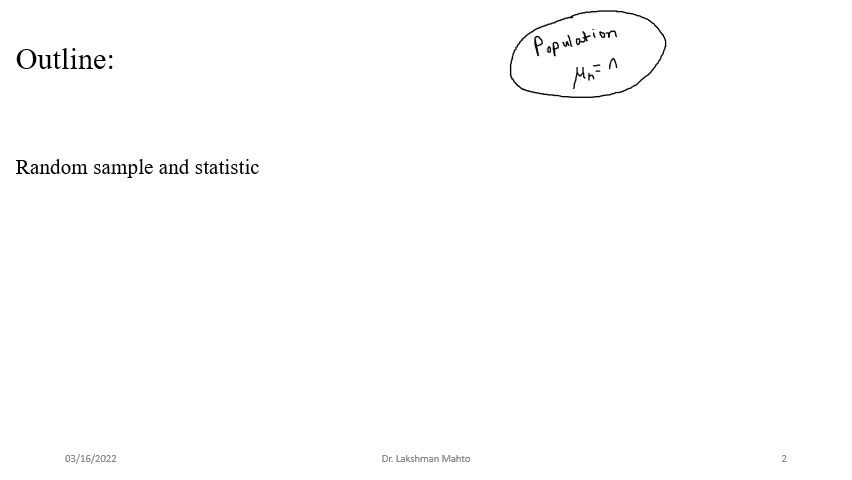 Population
μn = n
Outline:
Random sample and statistic
03/16/2022
Dr. Lakshman Mahto
2